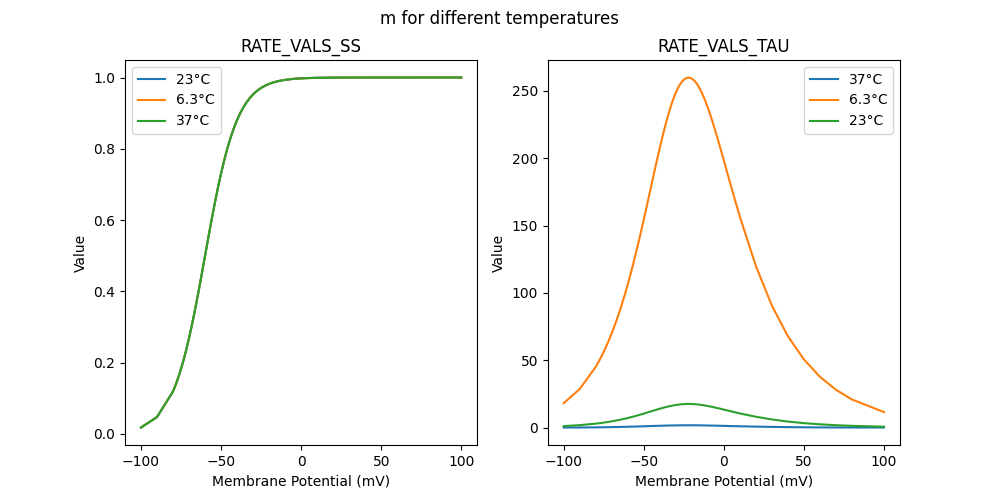 m for different temperatures
RATE_VALS_SS
RATE_VALS_TAU
23°C
6.3°C
37°C
37°C
6.3°C
23°C
Value
1.0
0.8
0.6
0.4
0.2
0.0
−100
−50
0
50
100
Membrane Potential (mV)
Value
250
200
150
100
50
0
−100
−50
0
50
100
Membrane Potential (mV)